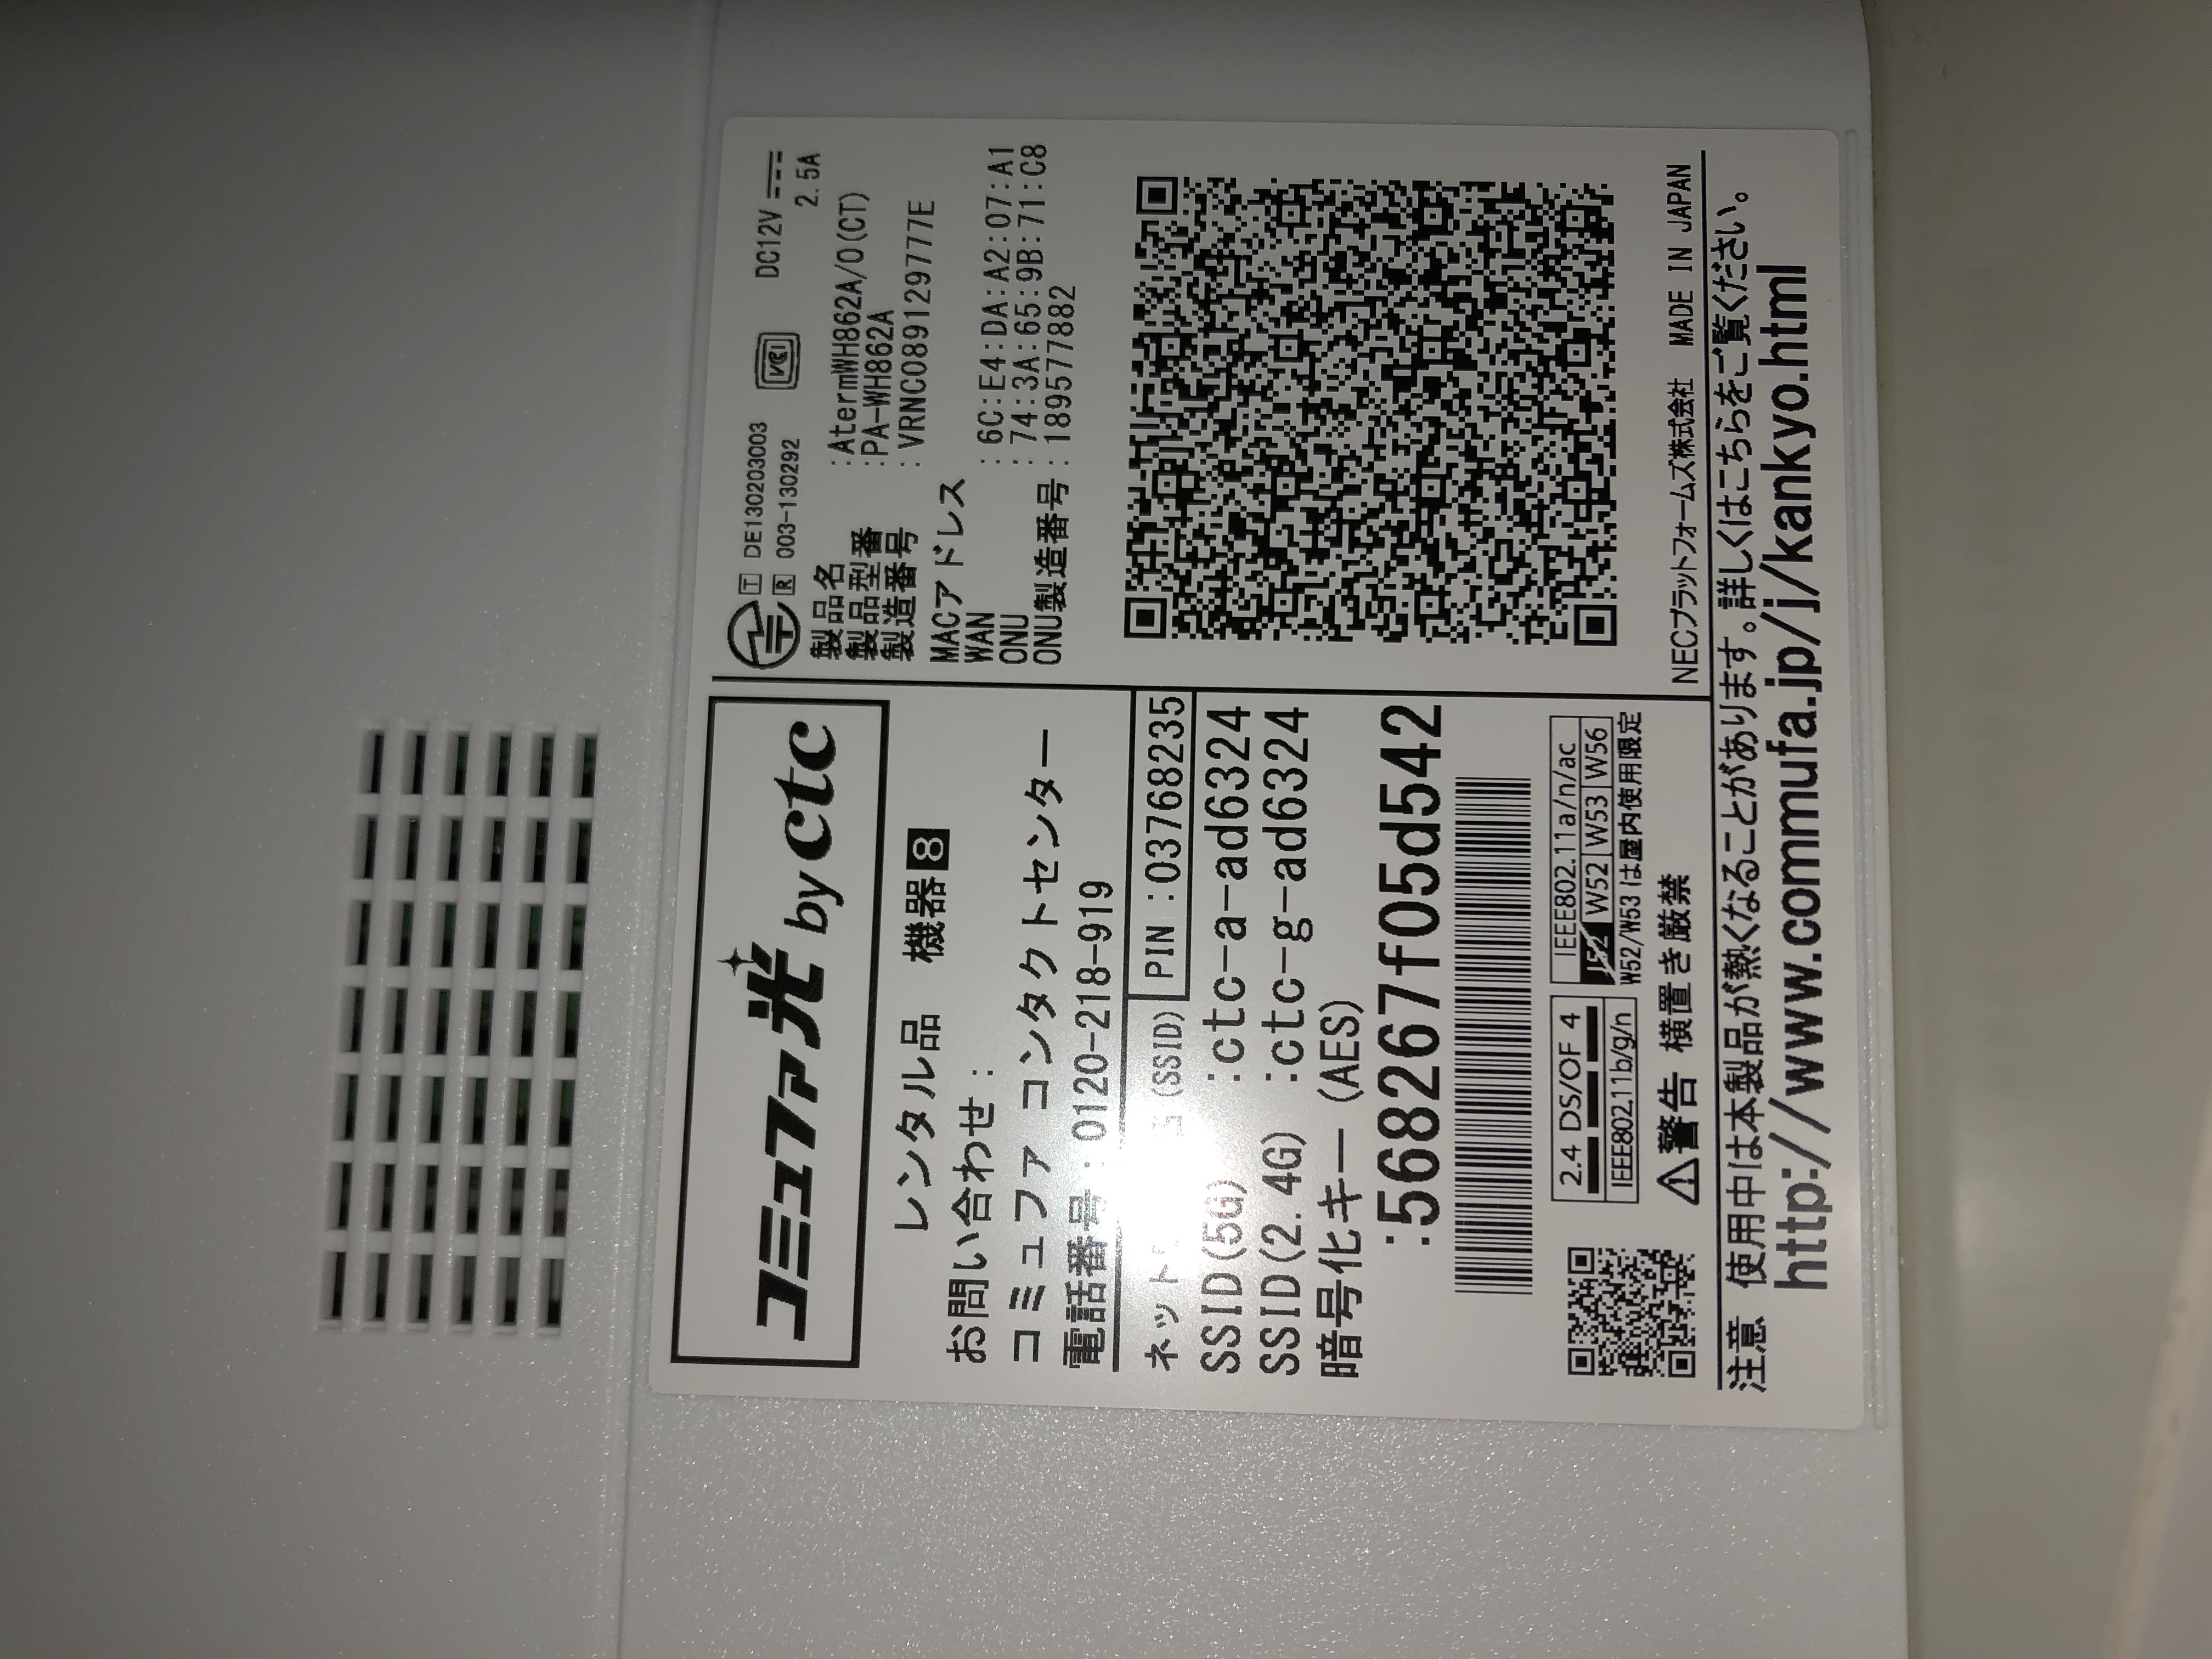 コミュファ光 by ctc
レンタル品 機器8
お問い合わせ:
コミュファ コンタクトセンター
電話番号:0120-218-919
ネット (SSID)
PIN :03768235
SSID(5G) :ctc-a-ad6324
SSID(2.4G) :ctc-g-ad6324
暗号化キー(AES)
:568267f05d542
2.4 DS/OF 4
IEEE802.11b/g/n
IEEE802.11a/n/ac
J52 W52 W53 W56
W52/W53 は屋内使用限定
警告 横置き厳禁
T DE130203003
R 003-130292
VCI
DC12V
2.5A
製品名 :AtermWH862A/O(CT)
製品型番 :PA-WH862A
製造番号 :VRNC089129777E
MACアドレス
WAN :6C:E4:DA:A2:07:A1
ONU :74:3A:65:9B:71:C8
ONU製造番号:189577882
NECプラットフォームズ株式会社 MADE IN JAPAN
注意 使用中は本製品が熱くなることがあります。詳しくはこちらをご覧ください。
http://www.commufa.jp/j/kankyo.html